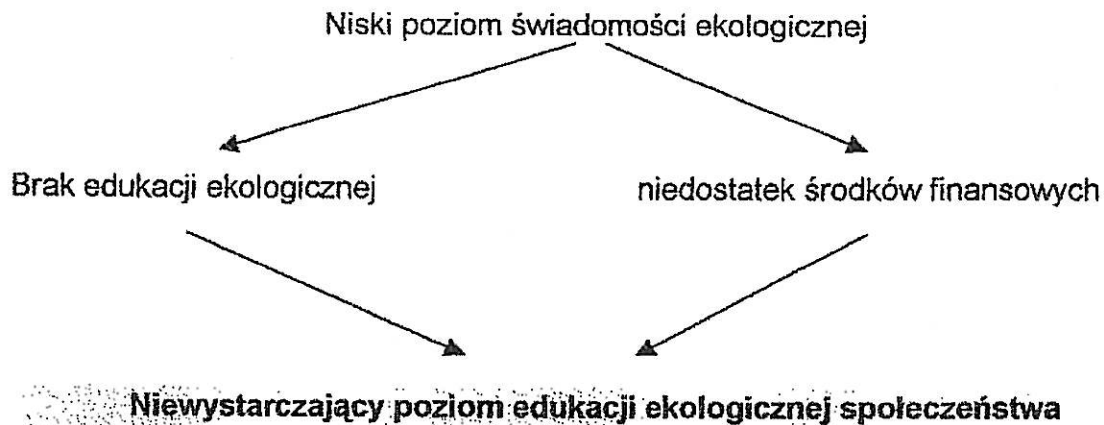 Niski poziom świadomości ekologicznej
Brak edukacji ekologicznej
niedostatek środków finansowych
Niewystarczający poziom edukacji ekologicznej społeczeństwa